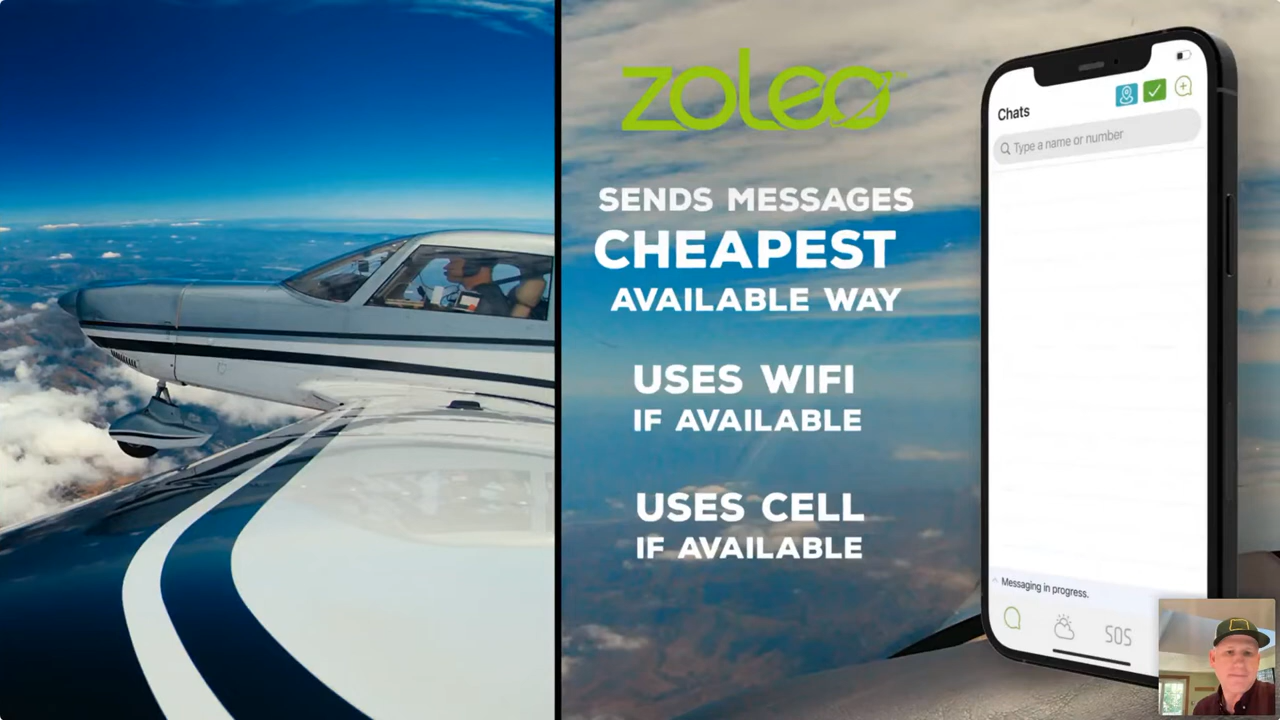 zoleo
SENDS MESSAGES
CHEAPEST
AVAILABLE WAY
USES WIFI
IF AVAILABLE
USES CELL
IF AVAILABLE
Chats
Type a name or number
Messaging in progress.
SOS